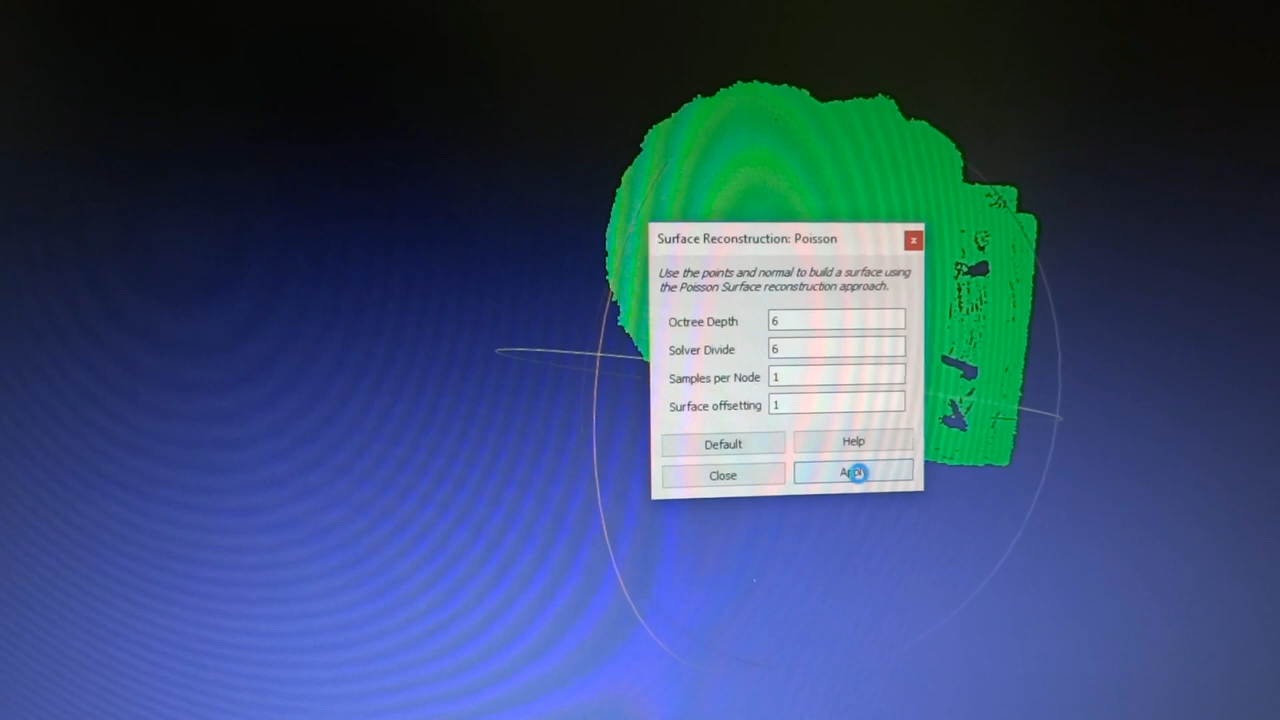 Surface Reconstruction: Poisson
x
Use the points and normal to build a surface using
the Poisson Surface reconstruction approach.
Octree Depth 6
Solver Divide 6
Samples per Node 1
Surface offsetting 1
Default Help
Close